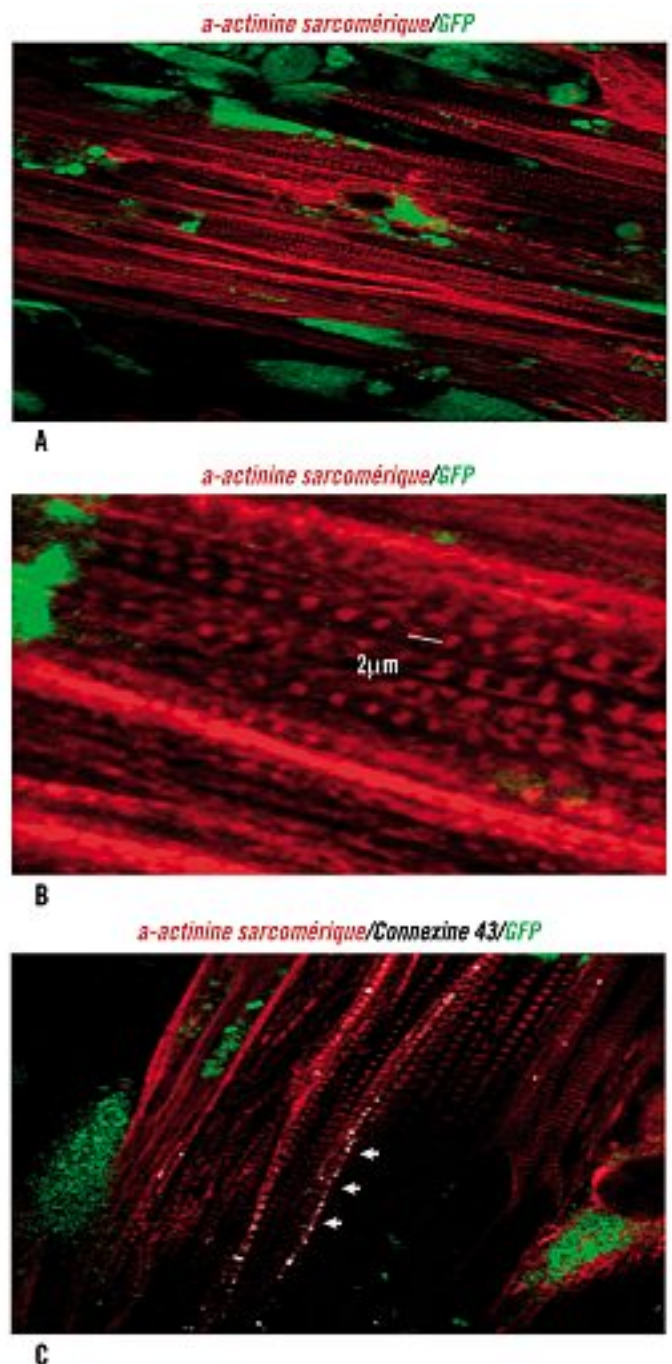 a-actinine sarcomérique/GFP
A
a-actinine sarcomérique/GFP
2μm
B
a-actinine sarcomérique/Connexine 43/GFP
C